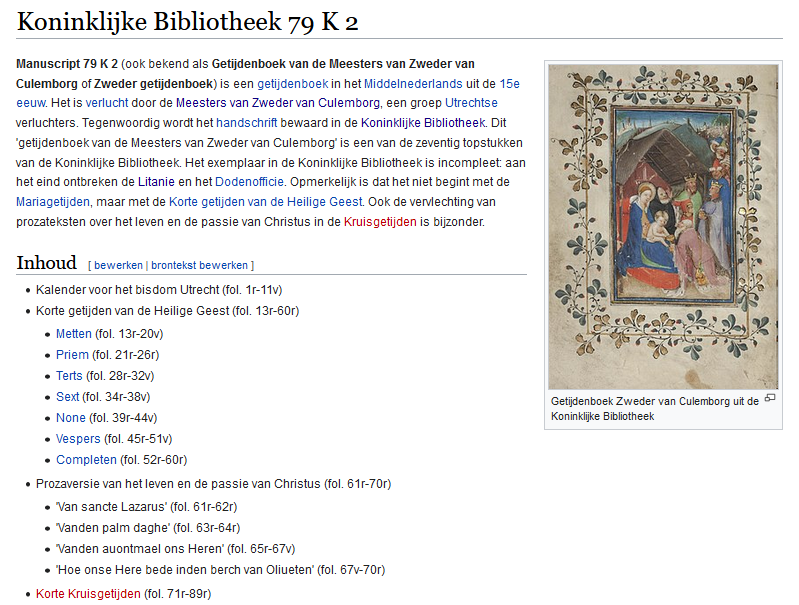 Koninklijke Bibliotheek 79 K 2
Manuscript 79 K 2 (ook bekend als Getijdenboek van de Meesters van Zweder van
Culemborg of Zweder getijdenboek) is een getijdenboek in het Middelnederlands uit de 15e
eeuw. Het is verlucht door de Meesters van Zweder van Culemborg, een groep Utrechtse
verluchters. Tegenwoordig wordt het handschrift bewaard in de Koninklijke Bibliotheek. Dit
'getijdenboek van de Meesters van Zweder van Culemborg' is een van de zeventig topstukken
van de Koninklijke Bibliotheek. Het exemplaar in de Koninklijke Bibliotheek is incompleet: aan
het eind ontbreken de Litanie en het Dodenofficie. Opmerkelijk is dat het niet begint met de
Mariagetijden, maar met de Korte getijden van de Heilige Geest. Ook de vervlechting van
prozateksten over het leven en de passie van Christus in de Kruisgetijden is bijzonder.
Getijdenboek Zweder van Culemborg uit de
Koninklijke Bibliotheek
Inhoud [ bewerken | brontekst bewerken ]
• Kalender voor het bisdom Utrecht (fol. 1r-11v)
• Korte getijden van de Heilige Geest (fol. 13r-60r)
• Metten (fol. 13r-20v)
• Priem (fol. 21r-26r)
• Terts (fol. 28r-32v)
• Sext (fol. 34r-38v)
• None (fol. 39r-44v)
• Vespers (fol. 45r-51v)
• Completen (fol. 52r-60r)
• Prozaversie van het leven en de passie van Christus (fol. 61r-70r)
• 'Van sancte Lazarus' (fol. 61r-62r)
• 'Vanden palm daghe' (fol. 63r-64r)
• 'Vanden auontmael ons Heren' (fol. 65r-67v)
• 'Hoe onse Here bede inden berch van Oliueten' (fol. 67v-70r)
• Korte Kruisgetijden (fol. 71r-89r)